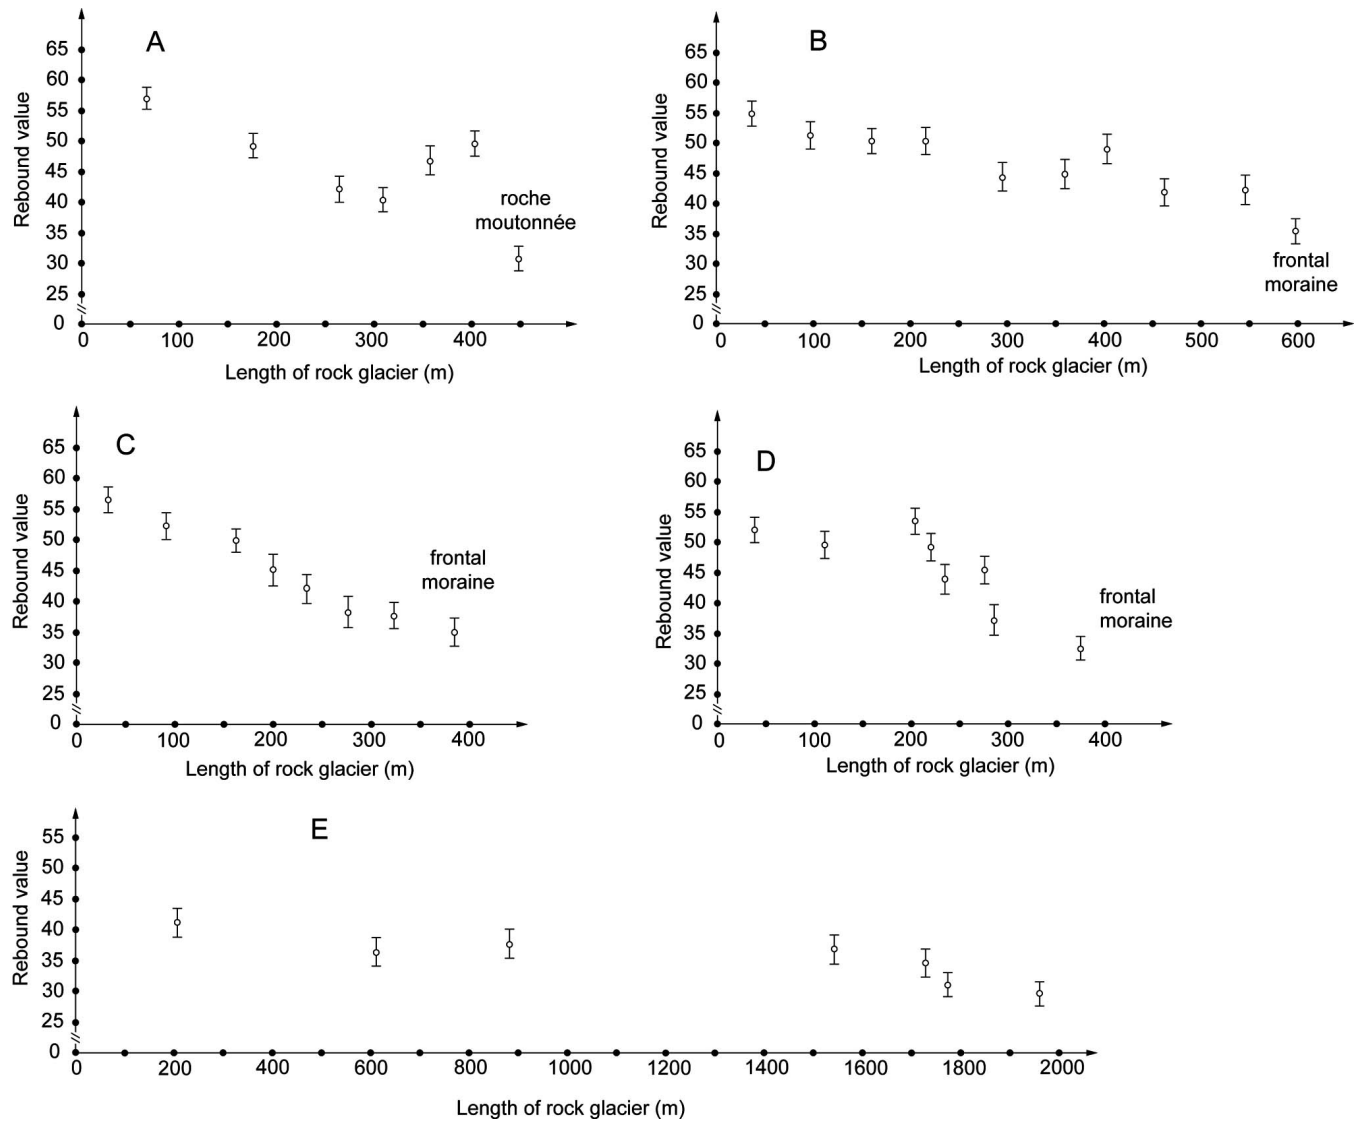 A
Rebound value
65
60
55
50
45
40
35
30
25
0
roche
moutonnée
0 100 200 300 400
Length of rock glacier (m)
B
Rebound value
65
60
55
50
45
40
35
30
25
0
frontal
moraine
0 100 200 300 400 500 600
Length of rock glacier (m)
C
Rebound value
65
60
55
50
45
40
35
30
25
0
frontal
moraine
0 100 200 300 400
Length of rock glacier (m)
D
Rebound value
65
60
55
50
45
40
35
30
25
0
frontal
moraine
0 100 200 300 400
Length of rock glacier (m)
E
Rebound value
55
50
45
40
35
30
25
0
0 200 400 600 800 1000 1200 1400 1600 1800 2000
Length of rock glacier (m)